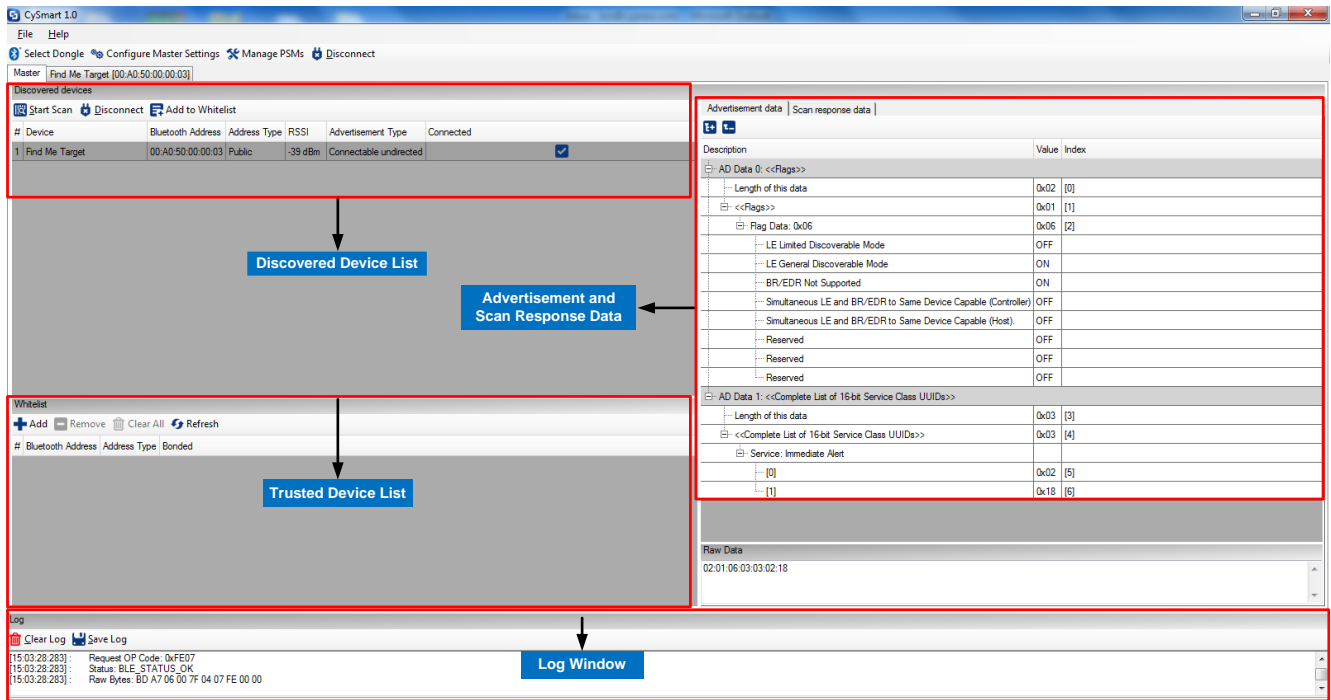 CySmart 1.0
File Help
Select Dongle Configure Master Settings Manage PSMs Disconnect
Master Find Me Target [00:A0:50:00:00:03]
Discovered devices
Start Scan Disconnect Add to Whitelist
# Device Bluetooth Address Address Type RSSI Advertisement Type Connected
1 Find Me Target 00:A0:50:00:00:03 Public -39 dBm Connectable undirected
Discovered Device List
Advertisement and
Scan Response Data
Whitelist
Add Remove Clear All Refresh
# Bluetooth Address Address Type Bonded
Trusted Device List
Advertisement data Scan response data
Description Value Index
AD Data 0: <<Flags>>
Length of this data 0x02 [0]
<<Flags>> 0x01 [1]
Flag Data: 0x06 0x06 [2]
LE Limited Discoverable Mode OFF
LE General Discoverable Mode ON
BR/EDR Not Supported ON
Simultaneous LE and BR/EDR to Same Device Capable (Controller) OFF
Simultaneous LE and BR/EDR to Same Device Capable (Host). OFF
Reserved OFF
Reserved OFF
Reserved OFF
AD Data 1: <<Complete List of 16-bit Service Class UUIDs>>
Length of this data 0x03 [3]
<<Complete List of 16-bit Service Class UUIDs>> 0x03 [4]
Service: Immediate Alert
[0] 0x02 [5]
[1] 0x18 [6]
Raw Data
02:01:06:03:03:02:18
Log
Clear Log Save Log
[15:03:28:283] : Request OP Code: 0xFE07
[15:03:28:283] : Status: BLE_STATUS_OK
[15:03:28:283] : Raw Bytes: BD A7 06 00 7F 04 07 FE 00 00
Log Window